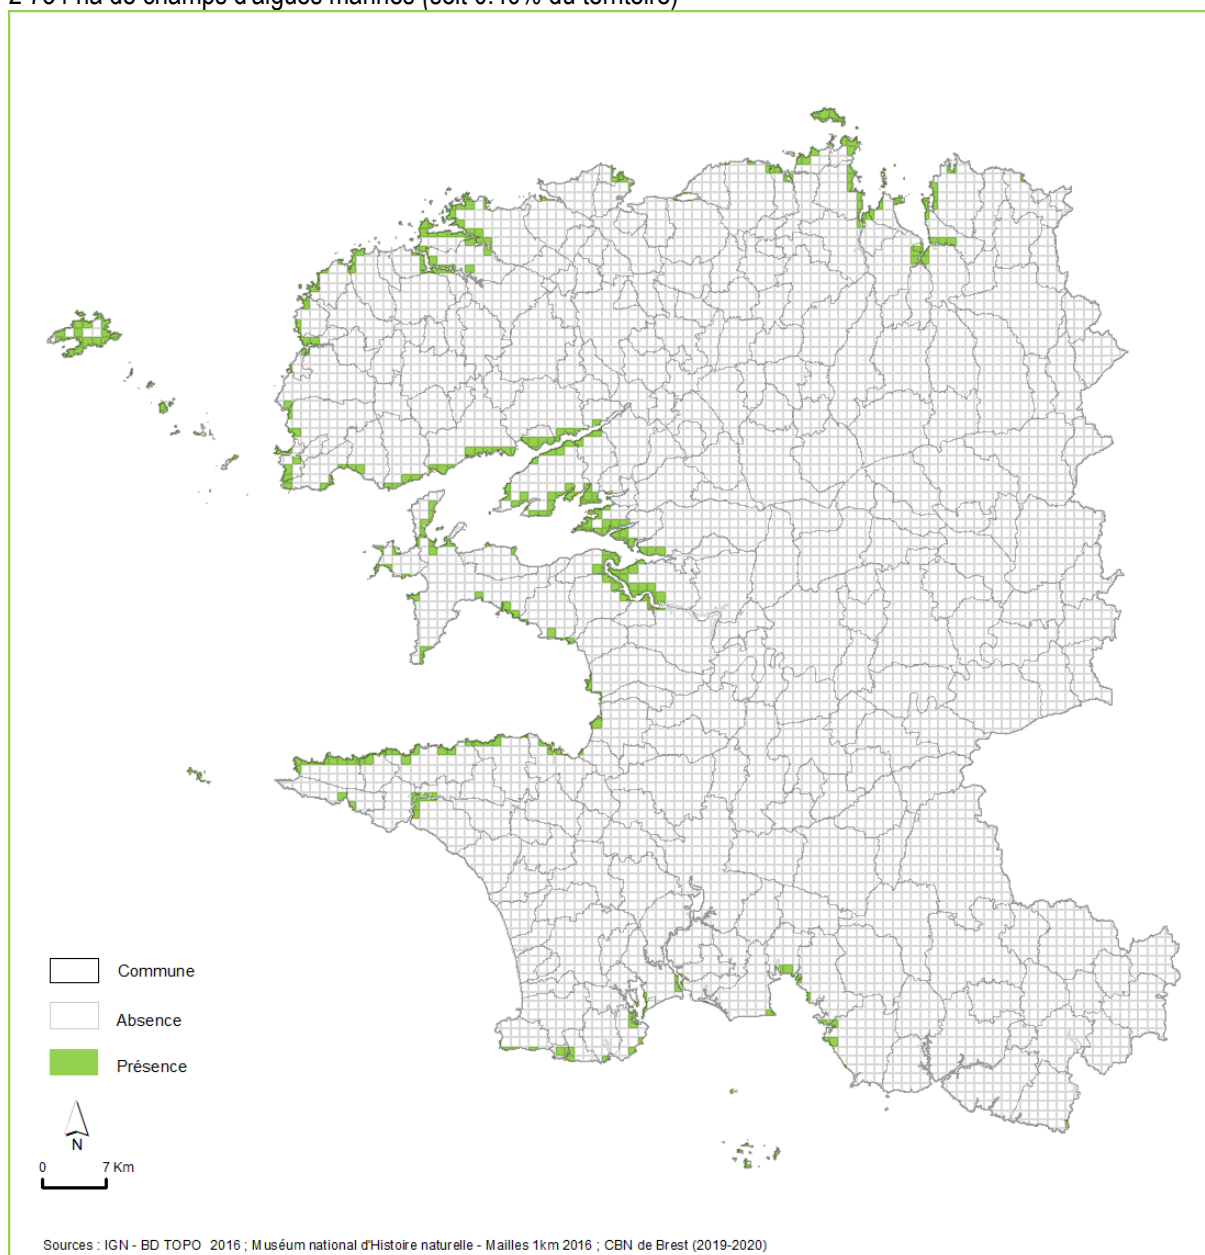 Commune
Absence
Présence
N
0 7 Km
Sources : IGN - BD TOPO 2016 ; Muséum national d'Histoire naturelle - Mailles 1km 2016 ; CBN de Brest (2019-2020)